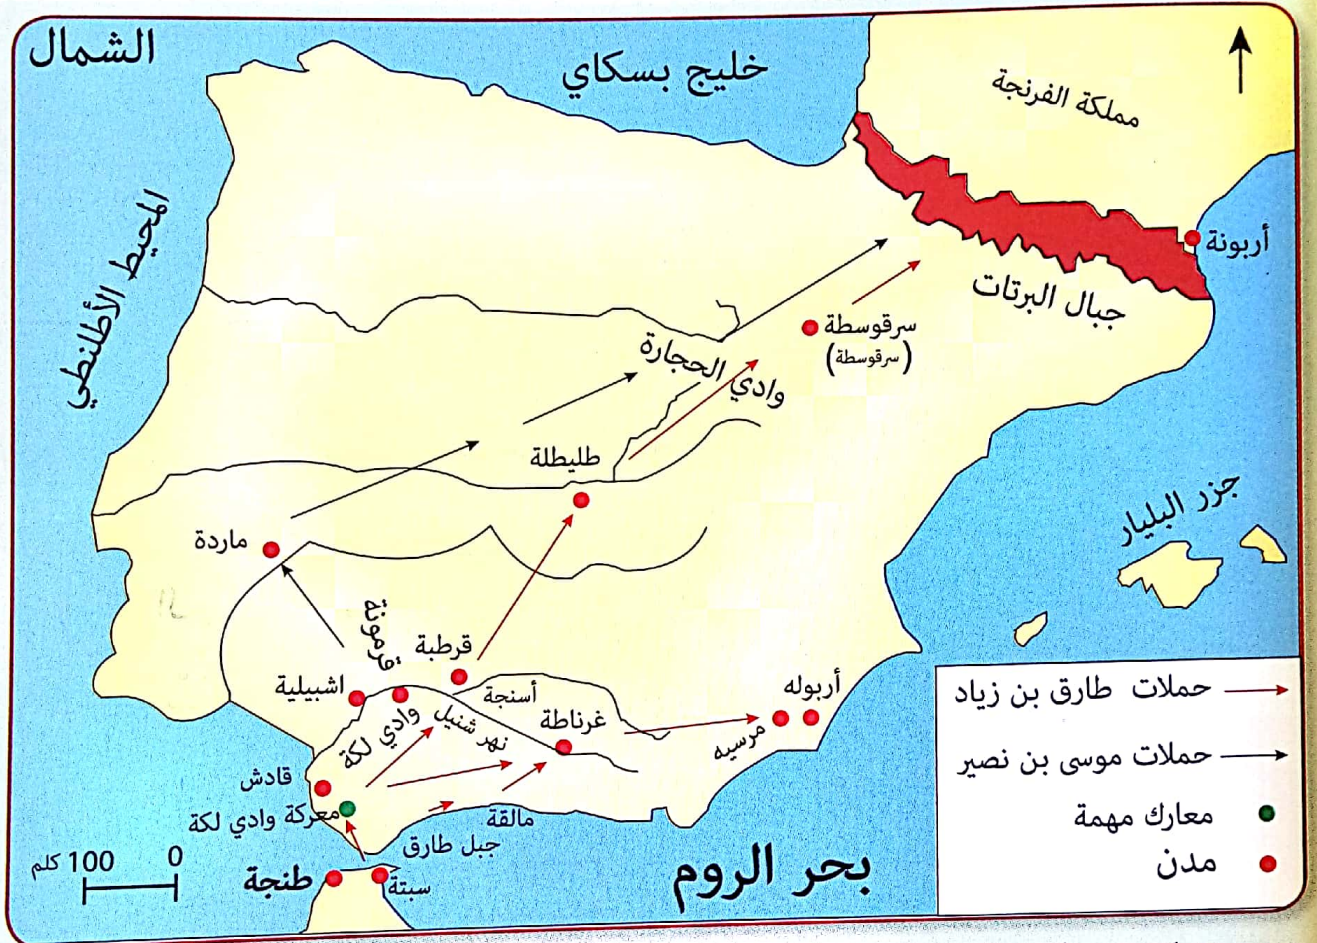 الشمال
خليج بسكاي
مملكة الفرنجة
المحيط الأطلنطي
أربونة
جبال البرتات
سرقوسطة
(سرقوسطة)
وادي الحجارة
طليطلة
جزر البليار
ماردة
قرمونة
قرطبة
اشبيلية
أسنجة
أربوله
وادي لكة
نهر شنيل
غرناطة
مرسيه
قادش
معركة وادي لكة
مالقة
جبل طارق
طنجة
سبتة
بحر الروم
0 100 كلم
حملات طارق بن زياد
حملات موسى بن نصير
معارك مهمة
مدن